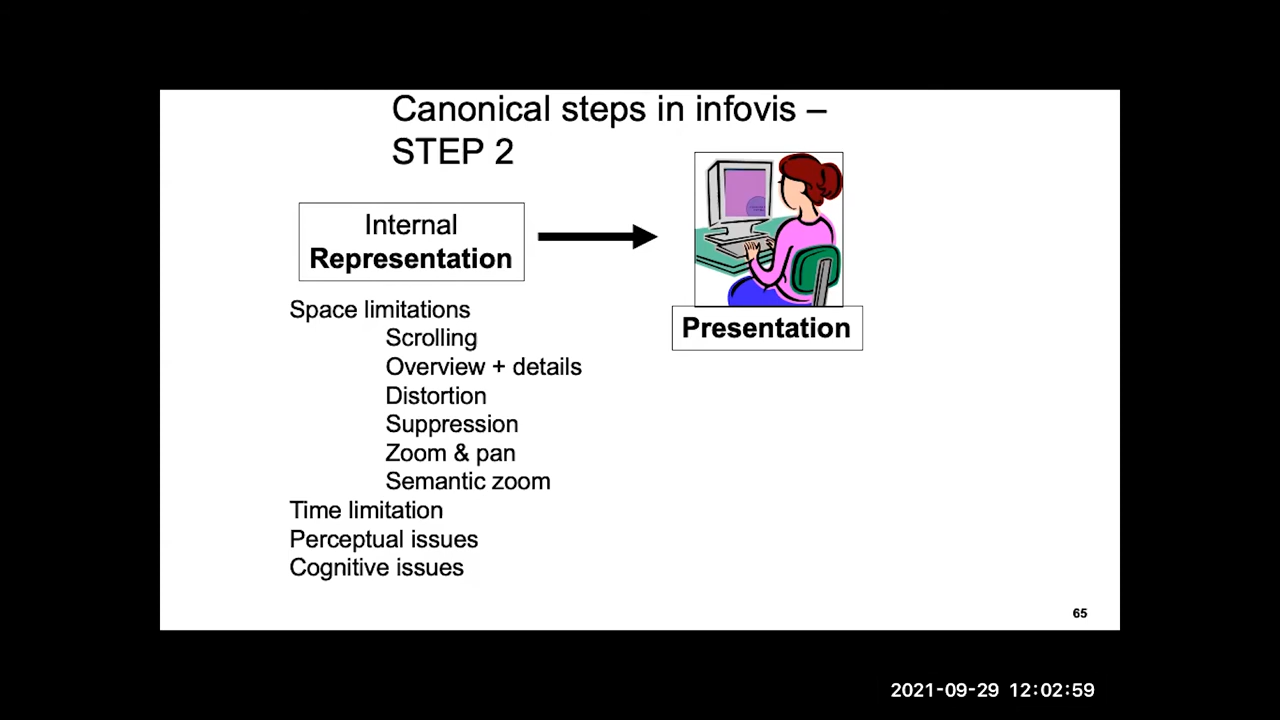 Canonical steps in infovis –
STEP 2
Internal
Representation
Presentation
Space limitations
Scrolling
Overview + details
Distortion
Suppression
Zoom & pan
Semantic zoom
Time limitation
Perceptual issues
Cognitive issues
65
2021-09-29 12:02:59